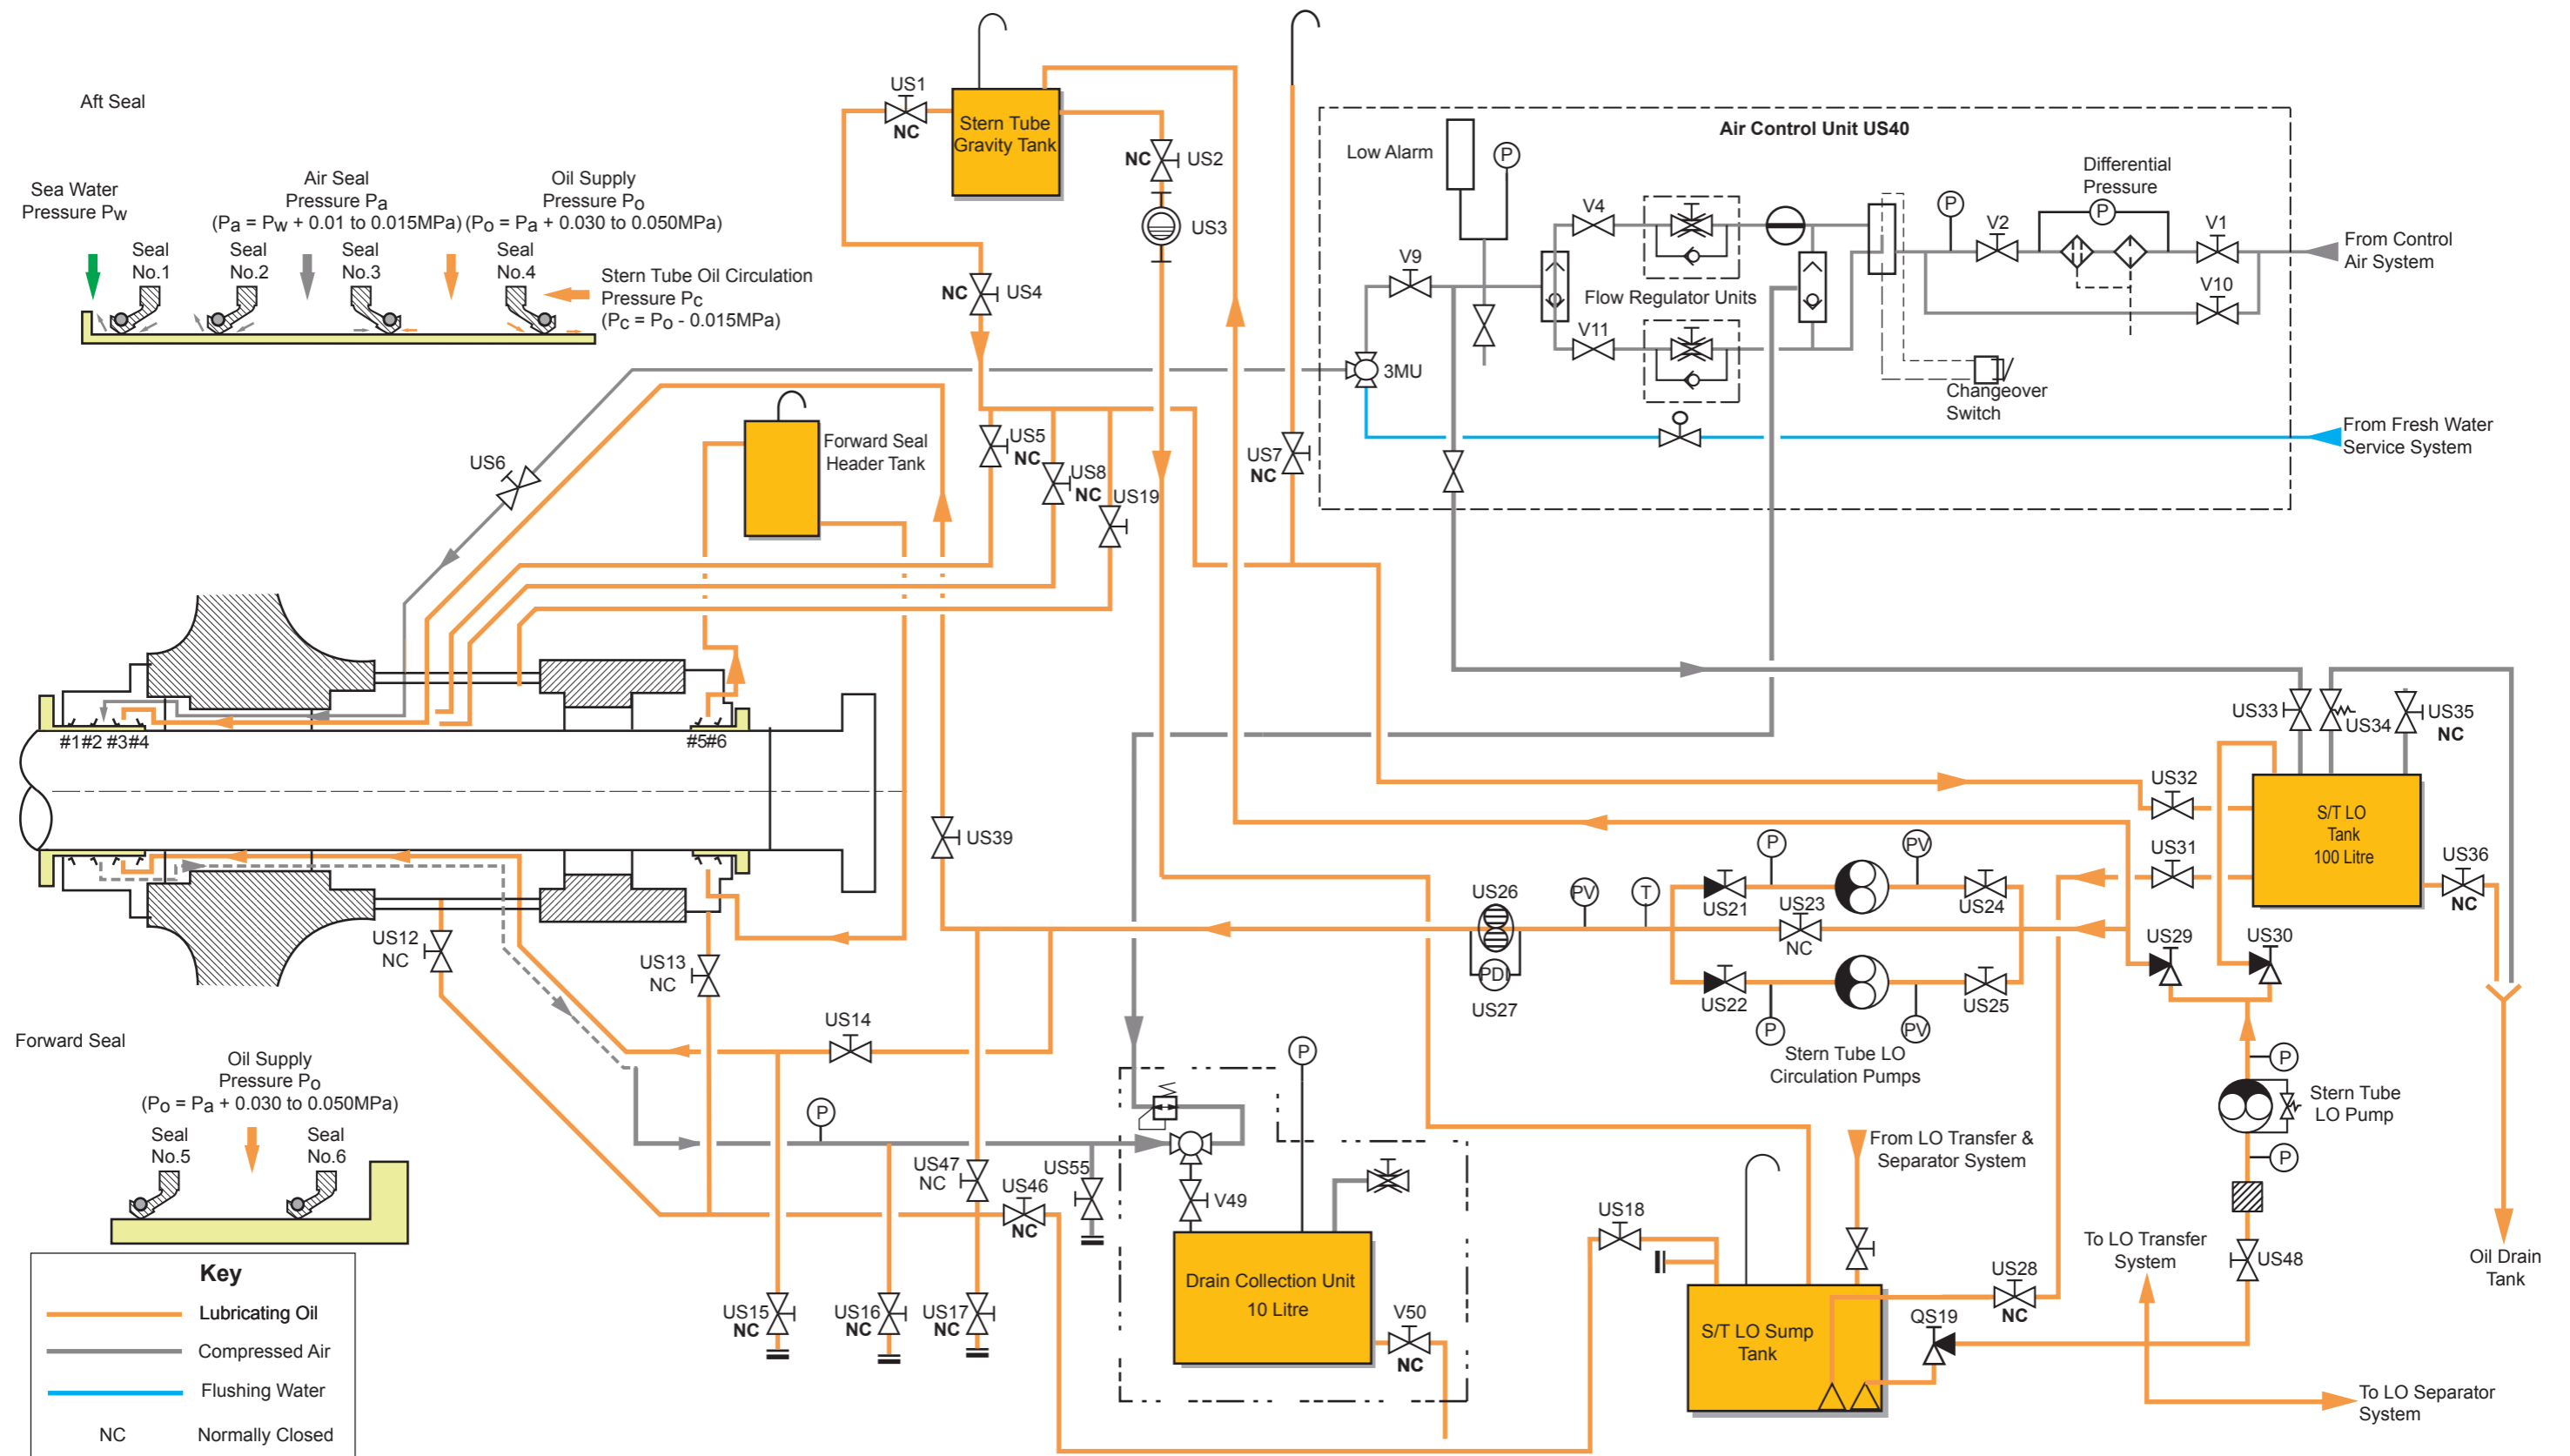 Aft Seal
Sea Water
Pressure Pw
Air Seal
Pressure Pa
(Pa = Pw + 0.01 to 0.015MPa)
Oil Supply
Pressure Po
(Po = Pa + 0.030 to 0.050MPa)
Seal
No.1
Seal
No.2
Seal
No.3
Seal
No.4
Stern Tube Oil Circulation
Pressure Pc
(Pc = Po - 0.015MPa)
US1
NC
Stern Tube
Gravity Tank
NC
US2
US3
NC
US4
Air Control Unit US40
Low Alarm
P
V4
V9
V11
Flow Regulator Units
3MU
P
V2
Differential
Pressure
P
V1
V10
Changeover
Switch
From Control
Air System
From Fresh Water
Service System
US6
Forward Seal
Header Tank
US5
NC
US8
NC
US19
US7
NC
#1
#2
#3
#4
#5
#6
US39
US33
US34
US35
NC
US32
S/T LO
Tank
100 Litre
US31
US36
NC
US12
NC
US13
NC
US14
US26
PDI
US27
PV
T
P
PV
US21
US23
NC
US24
US22
US25
P
PV
Stern Tube LO
Circulation Pumps
US29
US30
P
Stern Tube
LO Pump
P
US48
Forward Seal
Oil Supply
Pressure Po
(Po = Pa + 0.030 to 0.050MPa)
Seal
No.5
Seal
No.6
P
P
US47
NC
US46
NC
US55
V49
Drain Collection Unit
10 Litre
V50
NC
US15
NC
US16
NC
US17
NC
US18
From LO Transfer &
Separator System
S/T LO Sump
Tank
US28
NC
QS19
To LO Transfer
System
Oil Drain
Tank
To LO Separator
System
Key
Lubricating Oil
Compressed Air
Flushing Water
NC
Normally Closed